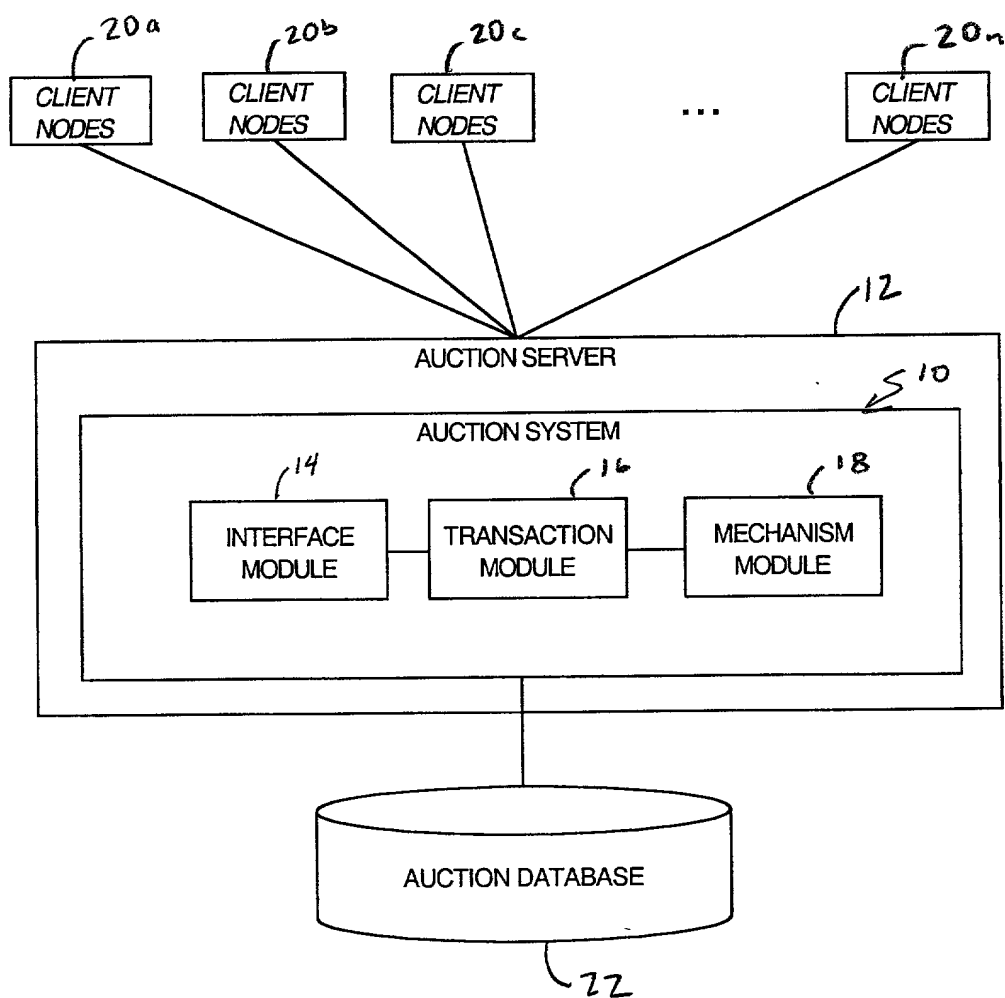 20a
20b
20c
20n
CLIENT
NODES
CLIENT
NODES
CLIENT
NODES
...
CLIENT
NODES
12
AUCTION SERVER
10
AUCTION SYSTEM
14
16
18
INTERFACE
MODULE
TRANSACTION
MODULE
MECHANISM
MODULE
AUCTION DATABASE
22